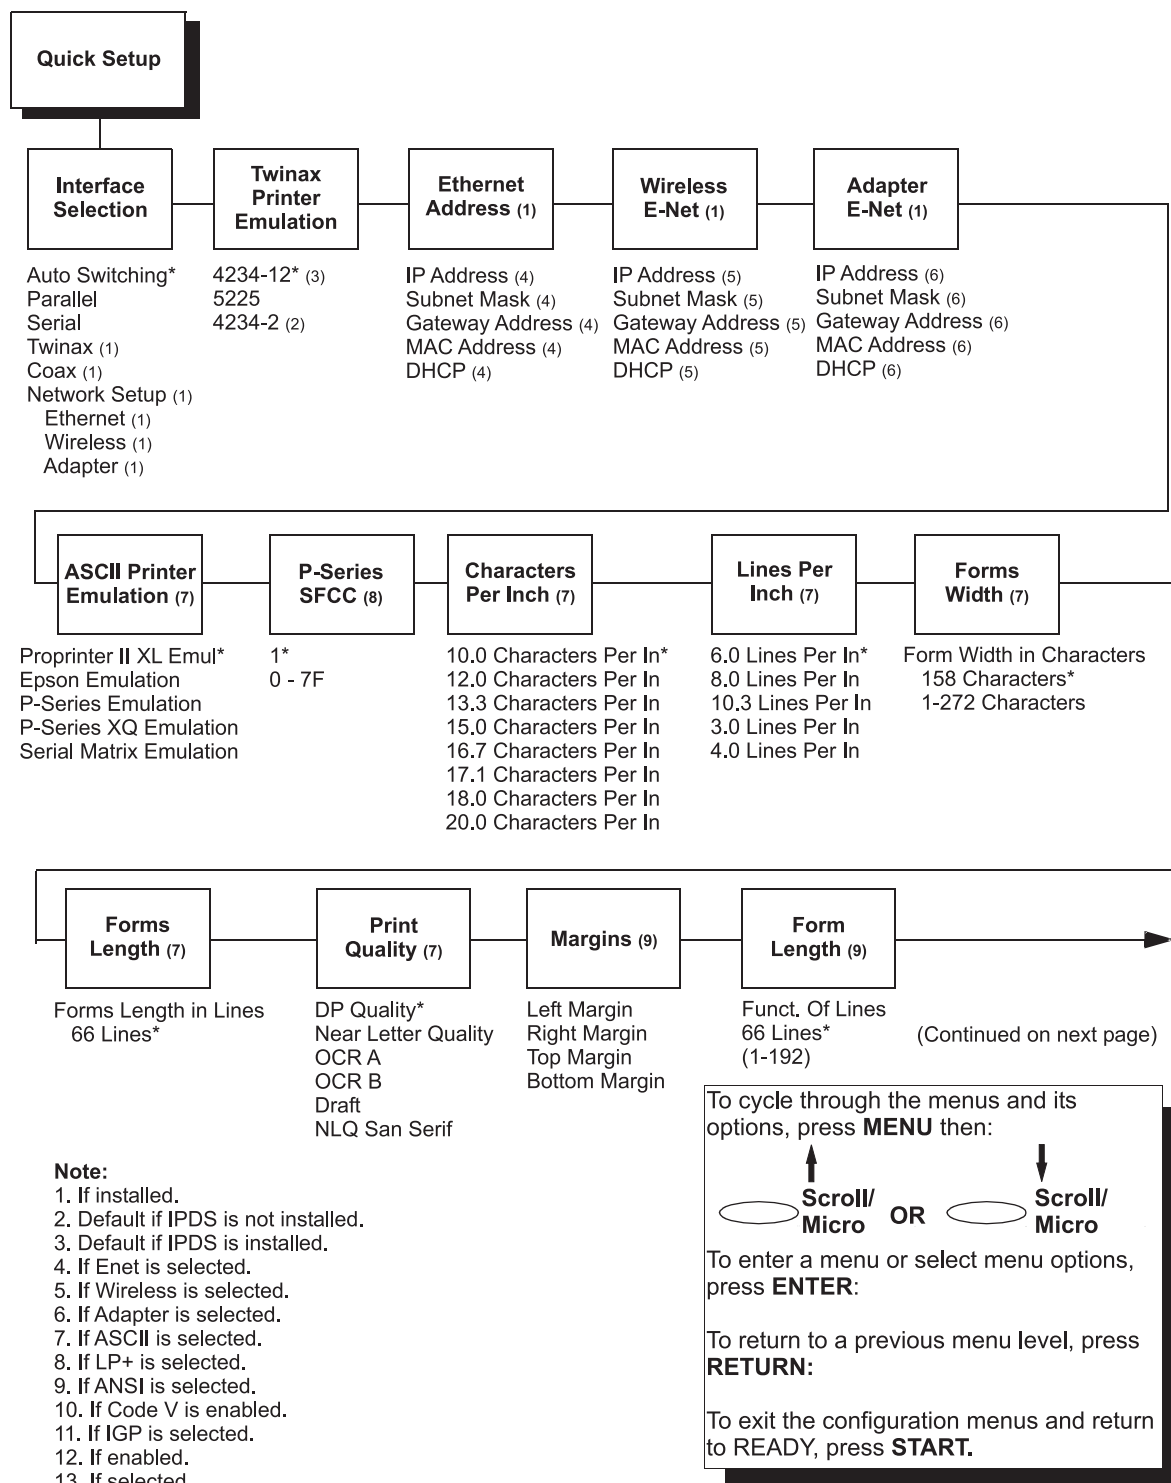 Quick Setup
Interface
Selection
Auto Switching*
Parallel
Serial
Twinax (1)
Coax (1)
Network Setup (1)
Ethernet (1)
Wireless (1)
Adapter (1)
Twinax
Printer
Emulation
4234-12* (3)
5225
4234-2 (2)
Ethernet
Address (1)
IP Address (4)
Subnet Mask (4)
Gateway Address (4)
MAC Address (4)
DHCP (4)
Wireless
E-Net (1)
IP Address (5)
Subnet Mask (5)
Gateway Address (5)
MAC Address (5)
DHCP (5)
Adapter
E-Net (1)
IP Address (6)
Subnet Mask (6)
Gateway Address (6)
MAC Address (6)
DHCP (6)
ASCII Printer
Emulation (7)
Proprinter II XL Emul*
Epson Emulation
P-Series Emulation
P-Series XQ Emulation
Serial Matrix Emulation
P-Series
SFCC (8)
1*
0 - 7F
Characters
Per Inch (7)
10.0 Characters Per In*
12.0 Characters Per In
13.3 Characters Per In
15.0 Characters Per In
16.7 Characters Per In
17.1 Characters Per In
18.0 Characters Per In
20.0 Characters Per In
Lines Per
Inch (7)
6.0 Lines Per In*
8.0 Lines Per In
10.3 Lines Per In
3.0 Lines Per In
4.0 Lines Per In
Forms
Width (7)
Form Width in Characters
158 Characters*
1-272 Characters
Forms
Length (7)
Forms Length in Lines
66 Lines*
Print
Quality (7)
DP Quality*
Near Letter Quality
OCR A
OCR B
Draft
NLQ San Serif
Margins (9)
Left Margin
Right Margin
Top Margin
Bottom Margin
Form
Length (9)
Funct. Of Lines
66 Lines*
(1-192)
(Continued on next page)
Note:
1. If installed.
2. Default if IPDS is not installed.
3. Default if IPDS is installed.
4. If Enet is selected.
5. If Wireless is selected.
6. If Adapter is selected.
7. If ASCII is selected.
8. If LP+ is selected.
9. If ANSI is selected.
10. If Code V is enabled.
11. If IGP is selected.
12. If enabled.
13. If selected
To cycle through the menus and its
options, press MENU then:
Scroll/
Micro
OR
Scroll/
Micro
To enter a menu or select menu options,
press ENTER:
To return to a previous menu level, press
RETURN:
To exit the configuration menus and return
to READY, press START.